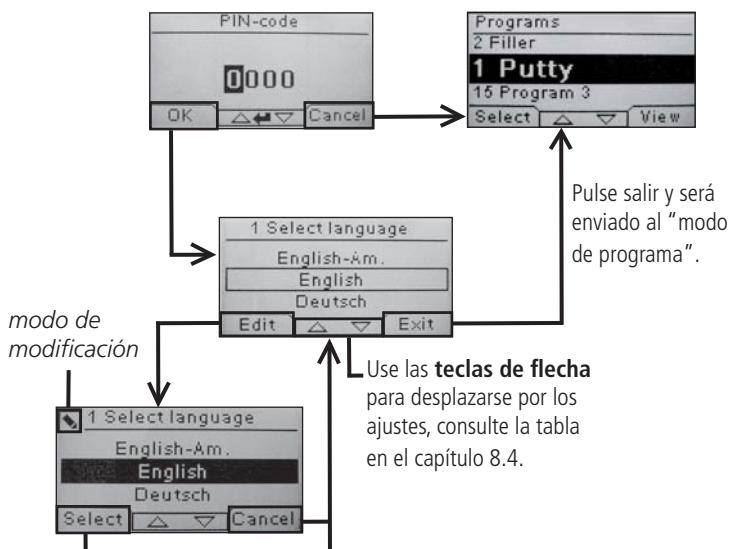 PIN-code
0000
OK
Cancel
Programs
2 Filler
1 Putty
15 Program 3
Select
View
Pulse salir y será
enviado al “modo
de programa”.
1 Select language
English-Am.
English
Deutsch
Edit
Exit
modo de
modificación
Use las teclas de flecha
para desplazarse por los
ajustes, consulte la tabla
en el capítulo 8.4.
1 Select language
English-Am.
English
Deutsch
Select
Cancel